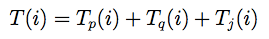 T(i) = T_p(i) + T_q(i) + T_j(i)